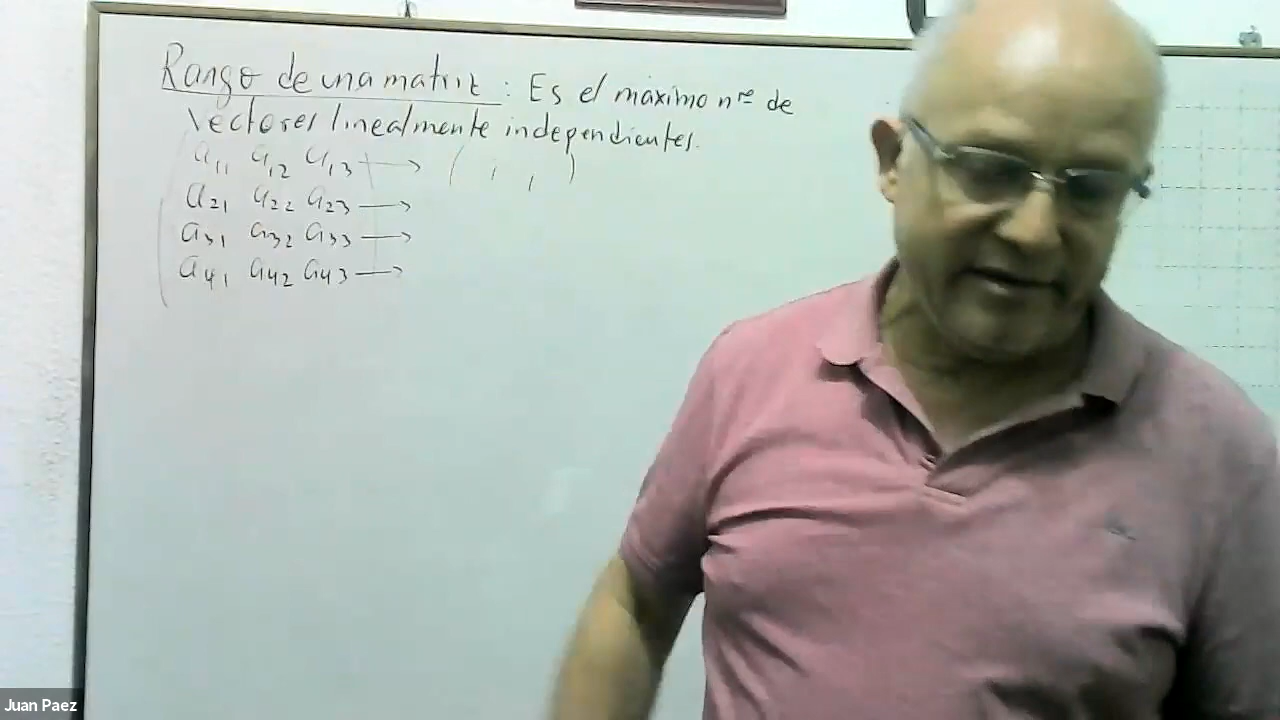 Rango de una matriz : Es el máximo nro de
vectores linealmente independientes.
a11 a12 a13 → ( , , )
a21 a22 a23 →
a31 a32 a33 →
a41 a42 a43 →
Juan Paez